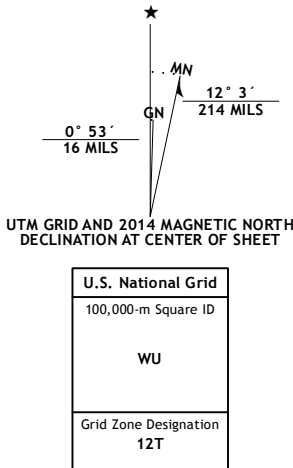 ★
MN
GN
12° 3´
214 MILS
0° 53´
16 MILS
UTM GRID AND 2014 MAGNETIC NORTH
DECLINATION AT CENTER OF SHEET
U.S. National Grid
100,000-m Square ID
WU
Grid Zone Designation
12T